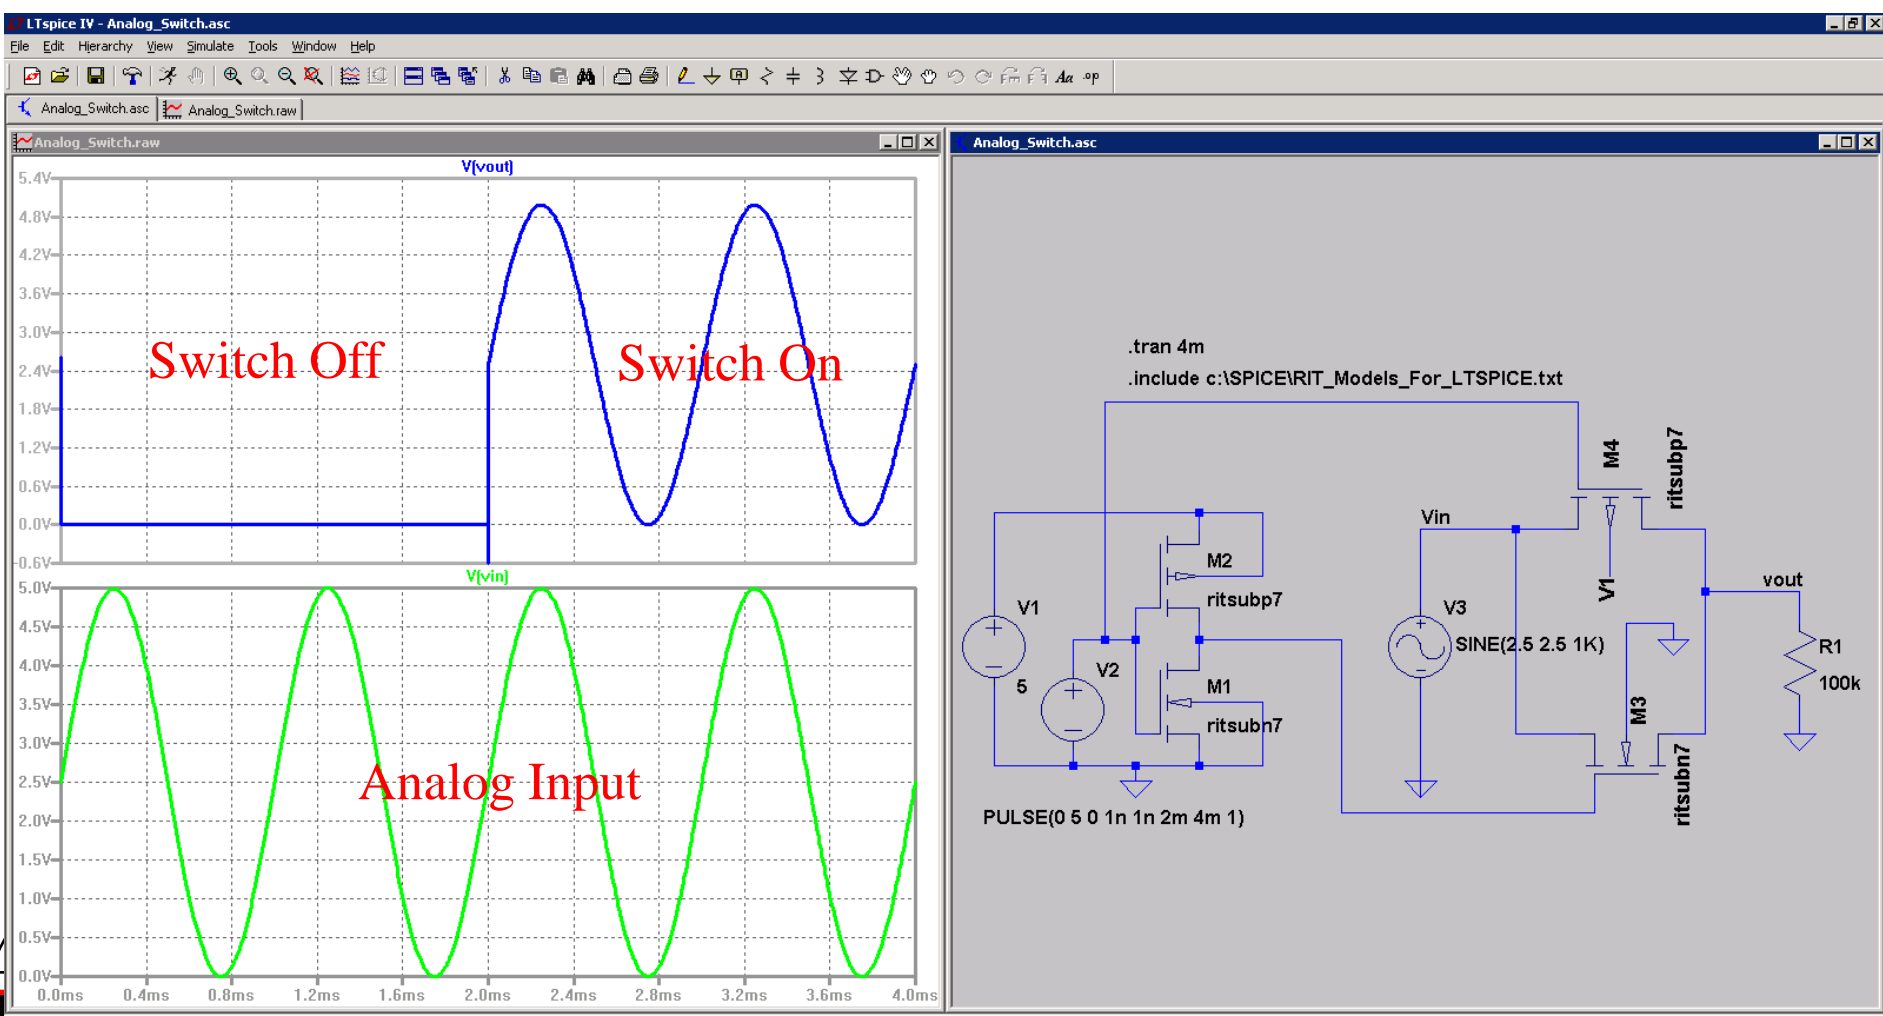 LTspice IV - Analog_Switch.asc
File Edit Hierarchy View Simulate Tools Window Help
Aa .op
Analog_Switch.asc Analog_Switch.raw
Analog_Switch.raw
V(vout)
5.4V
4.8V
4.2V
3.6V
3.0V
2.4V
1.8V
1.2V
0.6V
0.0V
-0.6V
Switch Off
Switch On
V(vin)
5.0V
4.5V
4.0V
3.5V
3.0V
2.5V
2.0V
1.5V
1.0V
0.5V
0.0V
Analog Input
0.0ms 0.4ms 0.8ms 1.2ms 1.6ms 2.0ms 2.4ms 2.8ms 3.2ms 3.6ms 4.0ms
Analog_Switch.asc
.tran 4m
.include c:\SPICE\RIT_Models_For_LTSPICE.txt
M4
ritsubp7
Vin
V1
vout
M2
ritsubp7
V1
5
V2
M1
ritsubn7
V3
SINE(2.5 2.5 1K)
R1
100k
M3
ritsubn7
PULSE(0 5 0 1n 1n 2m 4m 1)